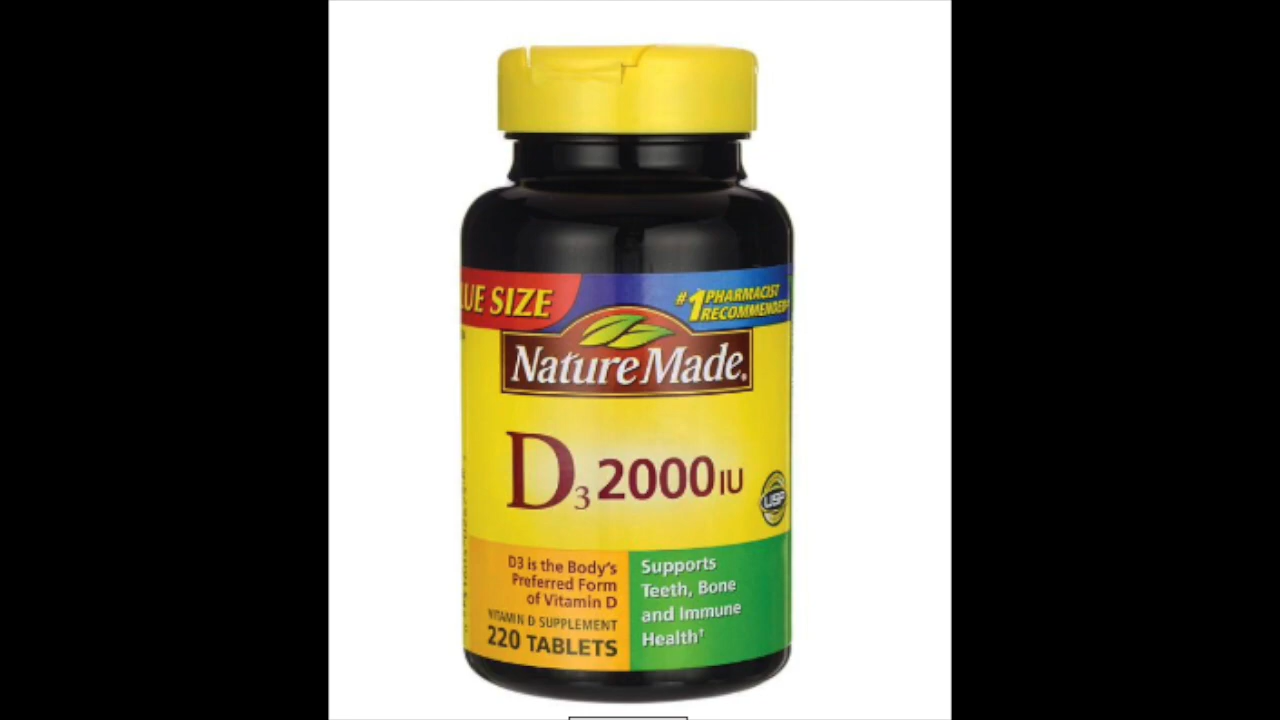 UE SIZE
#1 PHARMACIST
RECOMMENDED
Nature Made®
D3 2000 IU
USP
D3 is the Body's
Preferred Form
of Vitamin D
VITAMIN D SUPPLEMENT
220 TABLETS
Supports
Teeth, Bone
and Immune
Health†